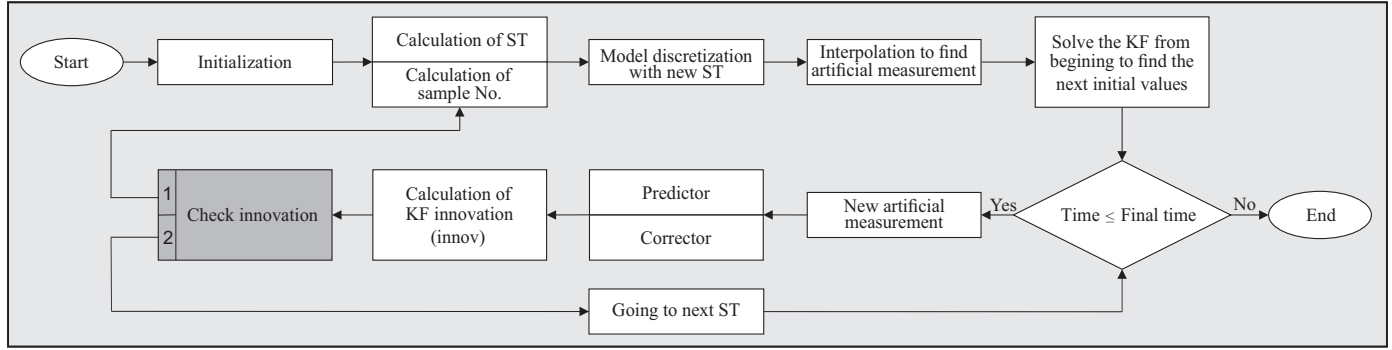 Start
Initialization
Calculation of ST
Calculation of
sample No.
Model discretization
with new ST
Interpolation to find
artificial measurement
Solve the KF from
begining to find the
next initial values
Time ≤ Final time
No
End
Yes
New artificial
measurement
Predictor
Corrector
Calculation of
KF innovation
(innov)
Check innovation
1
2
Going to next ST